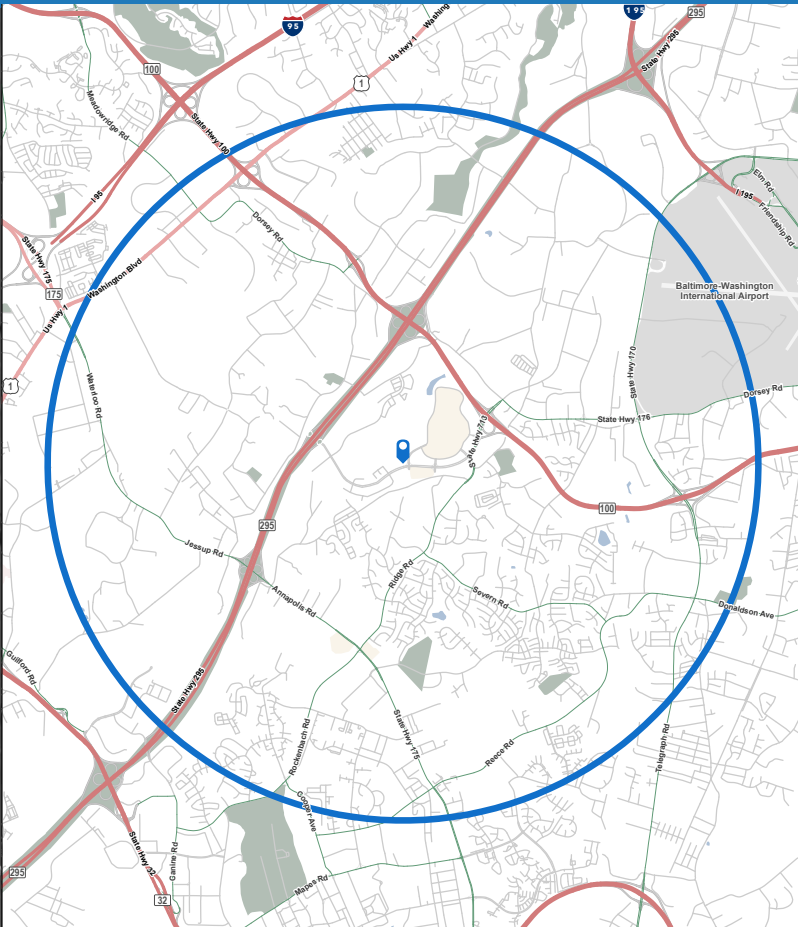 295
I 95
95
Washing
State Hwy 295
Us Hwy 1
100
1
Meadowridge Rd
State Hwy 100
Elm Rd
I 195
I 95
Friendship Rd
Dorsey Rd
State Hwy 175
Washington Blvd
175
Baltimore-Washington
International Airport
Us Hwy 1
State Hwy 170
1
Waterloo Rd
Dorsey Rd
State Hwy 176
State Hwy 713
100
295
Jessup Rd
Ridge Rd
Annapolis Rd
Severn Rd
Donaldson Ave
Guilford Rd
State Hwy 295
State Hwy 175
Rockenbach Rd
Reece Rd
Telegraph Rd
Cooper Ave
State Hwy 32
Ganine Rd
295
Mapes Rd
32